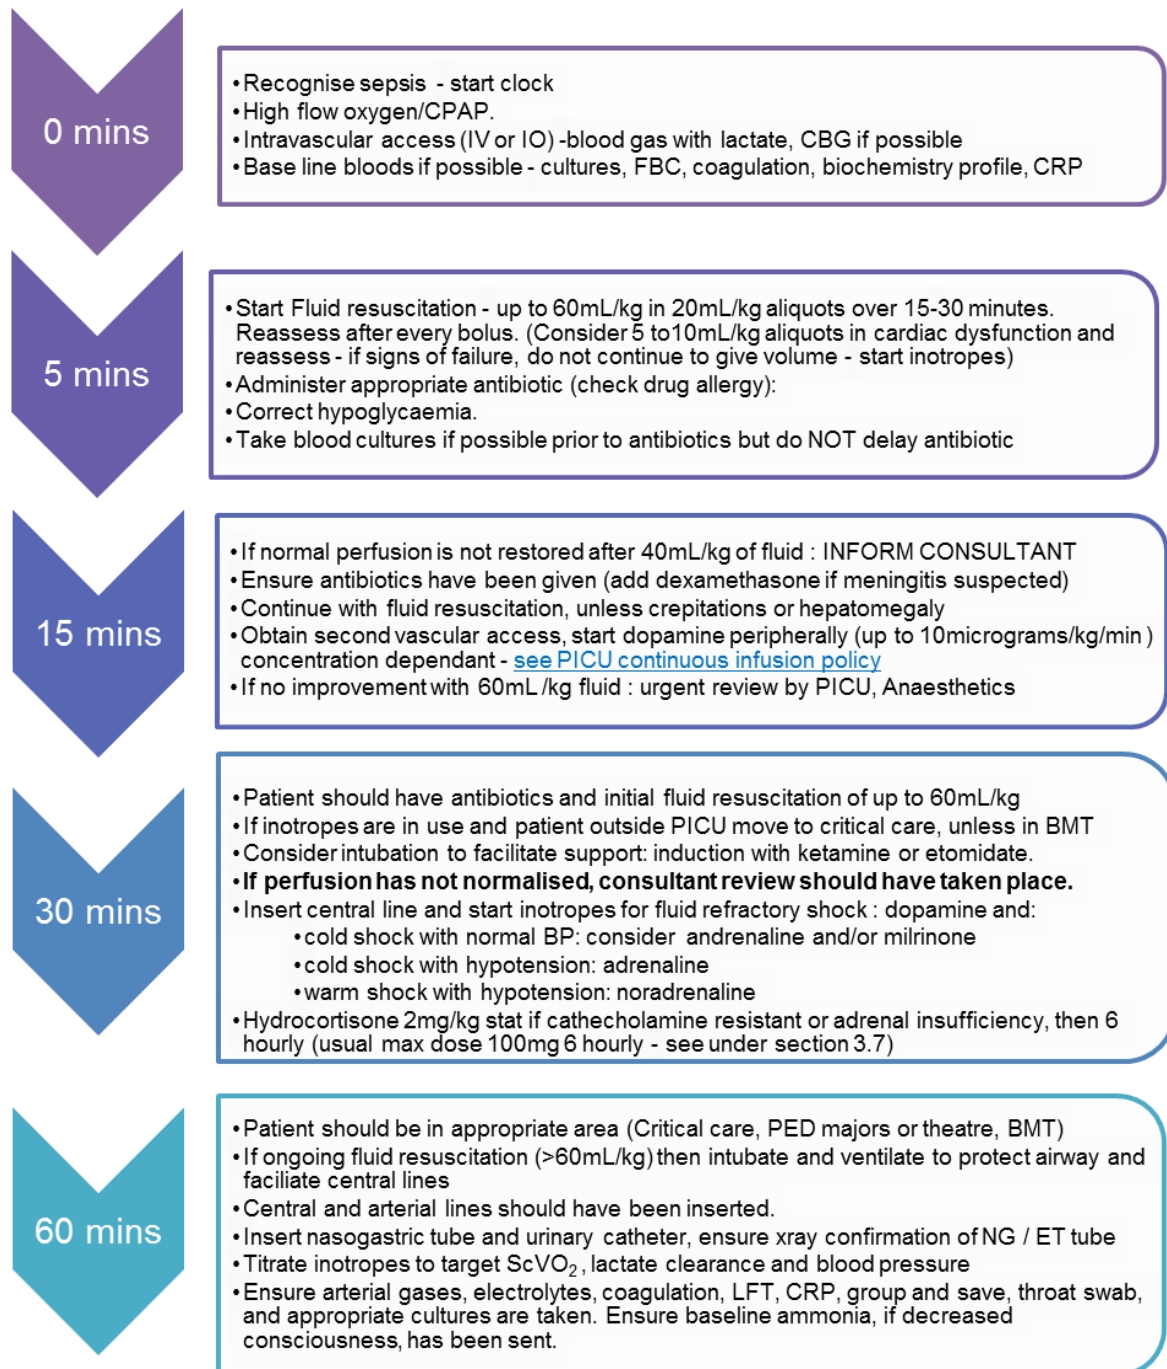 0 mins
•Recognise sepsis - start clock
•High flow oxygen/CPAP.
•Intravascular access (IV or IO) -blood gas with lactate, CBG if possible
•Base line bloods if possible - cultures, FBC, coagulation, biochemistry profile, CRP
5 mins
•Start Fluid resuscitation - up to 60mL/kg in 20mL/kg aliquots over 15-30 minutes.
Reassess after every bolus. (Consider 5 to10mL/kg aliquots in cardiac dysfunction and
reassess - if signs of failure, do not continue to give volume - start inotropes)
•Administer appropriate antibiotic (check drug allergy):
•Correct hypoglycaemia.
•Take blood cultures if possible prior to antibiotics but do NOT delay antibiotic
15 mins
•If normal perfusion is not restored after 40mL/kg of fluid : INFORM CONSULTANT
•Ensure antibiotics have been given (add dexamethasone if meningitis suspected)
•Continue with fluid resuscitation, unless crepitations or hepatomegaly
•Obtain second vascular access, start dopamine peripherally (up to 10micrograms/kg/min )
concentration dependant - see PICU continuous infusion policy
•If no improvement with 60mL /kg fluid : urgent review by PICU, Anaesthetics
30 mins
•Patient should have antibiotics and initial fluid resuscitation of up to 60mL/kg
•If inotropes are in use and patient outside PICU move to critical care, unless in BMT
•Consider intubation to facilitate support: induction with ketamine or etomidate.
•If perfusion has not normalised, consultant review should have taken place.
•Insert central line and start inotropes for fluid refractory shock : dopamine and:
•cold shock with normal BP: consider andrenaline and/or milrinone
•cold shock with hypotension: adrenaline
•warm shock with hypotension: noradrenaline
•Hydrocortisone 2mg/kg stat if cathecholamine resistant or adrenal insufficiency, then 6
hourly (usual max dose 100mg 6 hourly - see under section 3.7)
60 mins
•Patient should be in appropriate area (Critical care, PED majors or theatre, BMT)
•If ongoing fluid resuscitation (>60mL/kg) then intubate and ventilate to protect airway and
faciliate central lines
•Central and arterial lines should have been inserted.
•Insert nasogastric tube and urinary catheter, ensure xray confirmation of NG / ET tube
•Titrate inotropes to target ScVO₂, lactate clearance and blood pressure
•Ensure arterial gases, electrolytes, coagulation, LFT, CRP, group and save, throat swab,
and appropriate cultures are taken. Ensure baseline ammonia, if decreased
consciousness, has been sent.